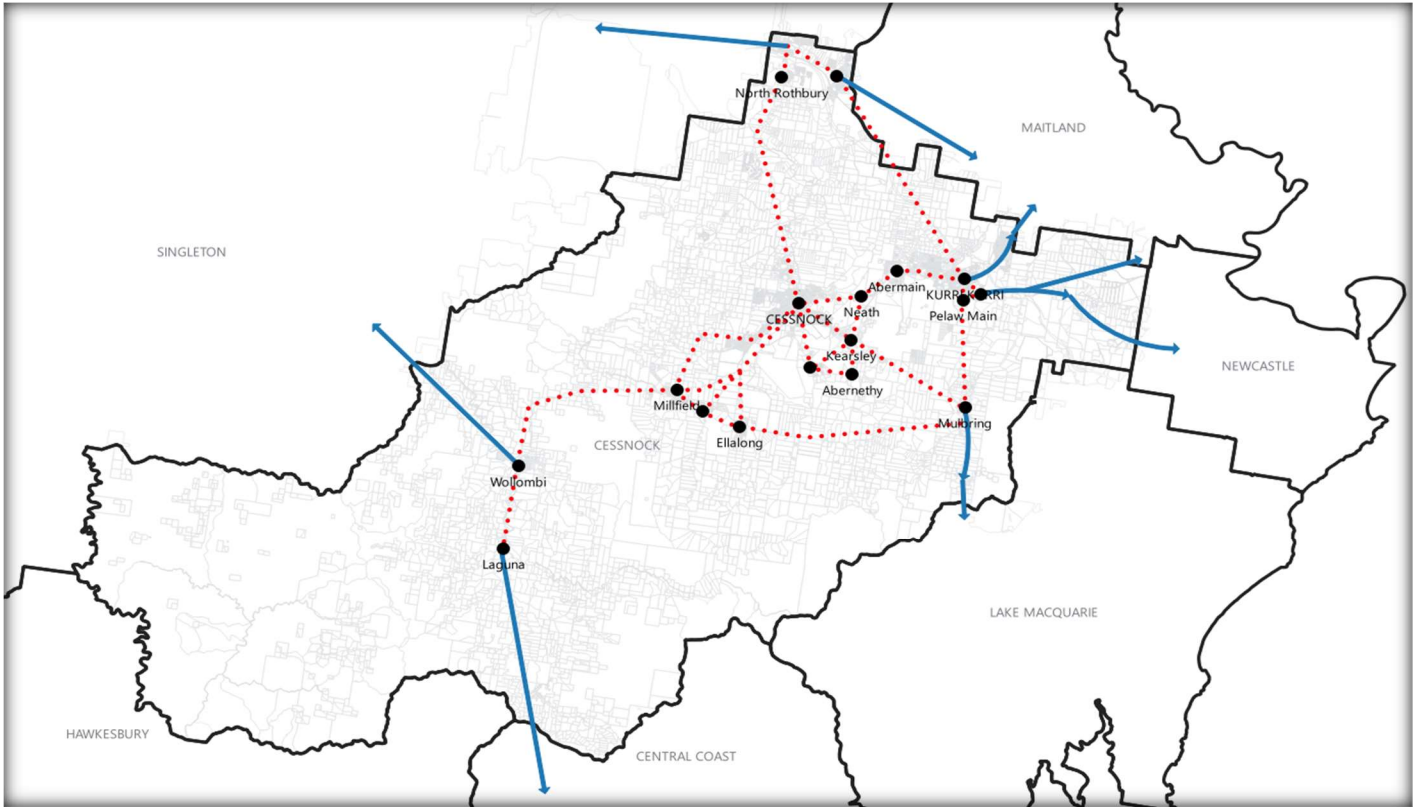 North Rothbury
MAITLAND
SINGLETON
Abermain
KURRI KURRI
CESSNOCK
Neath
Pelaw Main
Kearsley
NEWCASTLE
Abernethy
Millfield
Mulbring
CESSNOCK
Ellalong
Wollombi
Laguna
LAKE MACQUARIE
HAWKESBURY
CENTRAL COAST